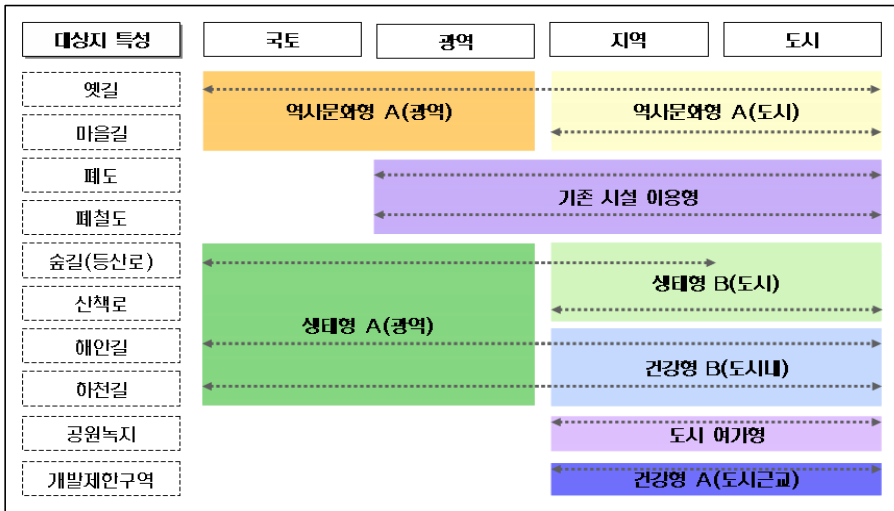 대상지 특성 국토 광역 지역 도시
옛길
역사문화형 A(광역) 역사문화형 A(도시)
마을길
폐도
기존 시설 이용형
폐철도
숲길(등산로)
생태형 B(도시)
산책로
생태형 A(광역)
해안길
건강형 B(도시내)
하천길
공원녹지 도시 여가형
개발제한구역 건강형 A(도시근교)